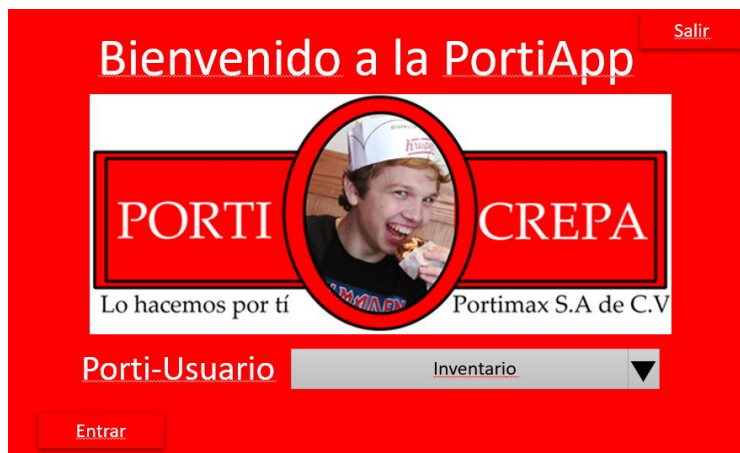 Salir
Bienvenido a la PortiApp
PORTI CREPA
Lo hacemos por tí Portimax S.A de C.V
Porti-Usuario Inventario
Entrar